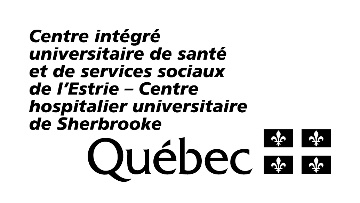 Centre intégré
universitaire de santé
et de services sociaux
de l'Estrie – Centre
hospitalier universitaire
de Sherbrooke
Québec